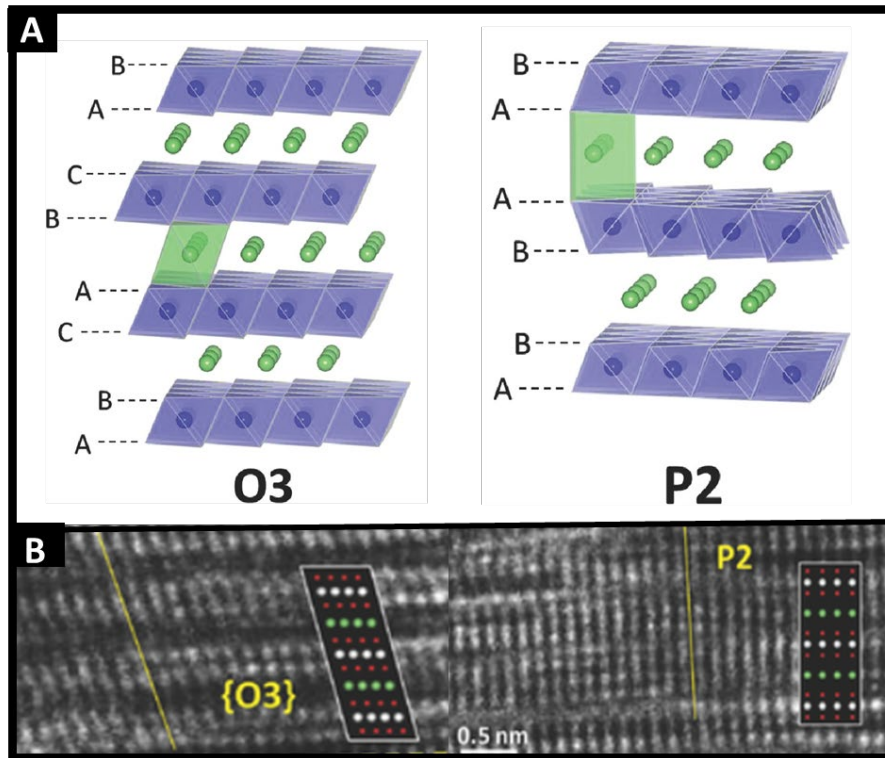 A
B-----
A----
C----
B----
A----
C----
B----
A----
O3
B----
A----
A----
B----
B----
A----
P2
B
{O3}
P2
0.5 nm